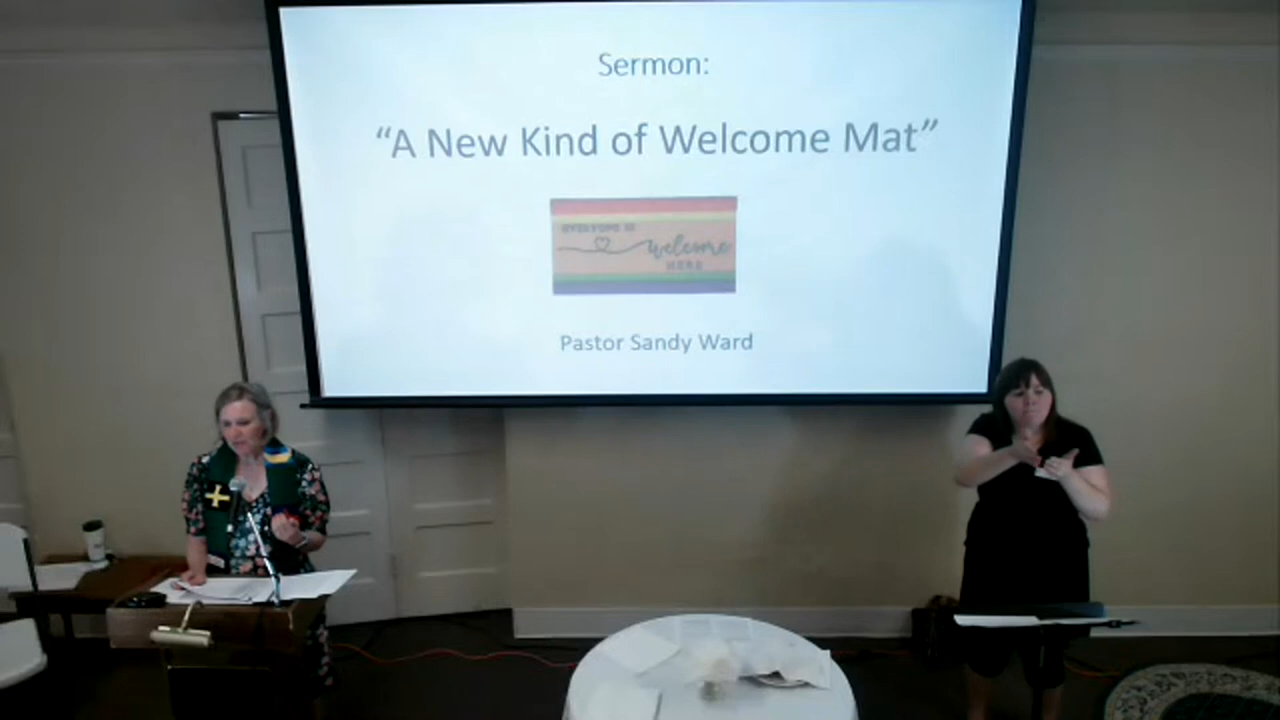 Sermon:
“A New Kind of Welcome Mat”
EVERYONE IS
welcome
HERE
Pastor Sandy Ward